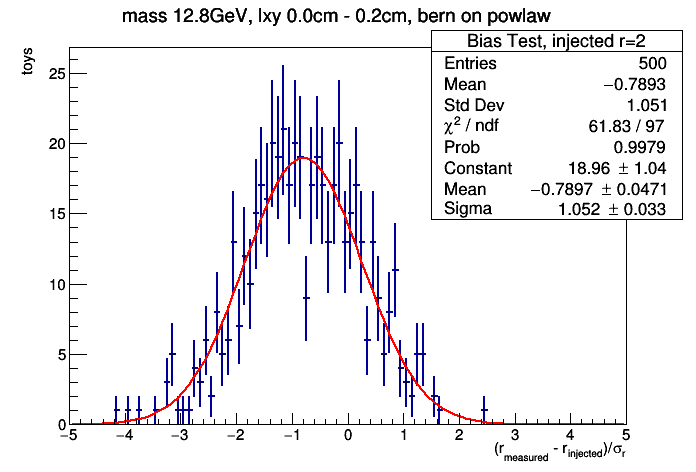 mass 12.8GeV, lxy 0.0cm - 0.2cm, bern on powlaw
Bias Test, injected r=2
Entries 500
Mean −0.7893
Std Dev 1.051
χ² / ndf 61.83 / 97
Prob 0.9979
Constant 18.96 ± 1.04
Mean −0.7897 ± 0.0471
Sigma 1.052 ± 0.033
toys
25
20
15
10
5
0
−5 −4 −3 −2 −1 0 1 2 3 4 5
(r_measured - r_injected)/σ_r